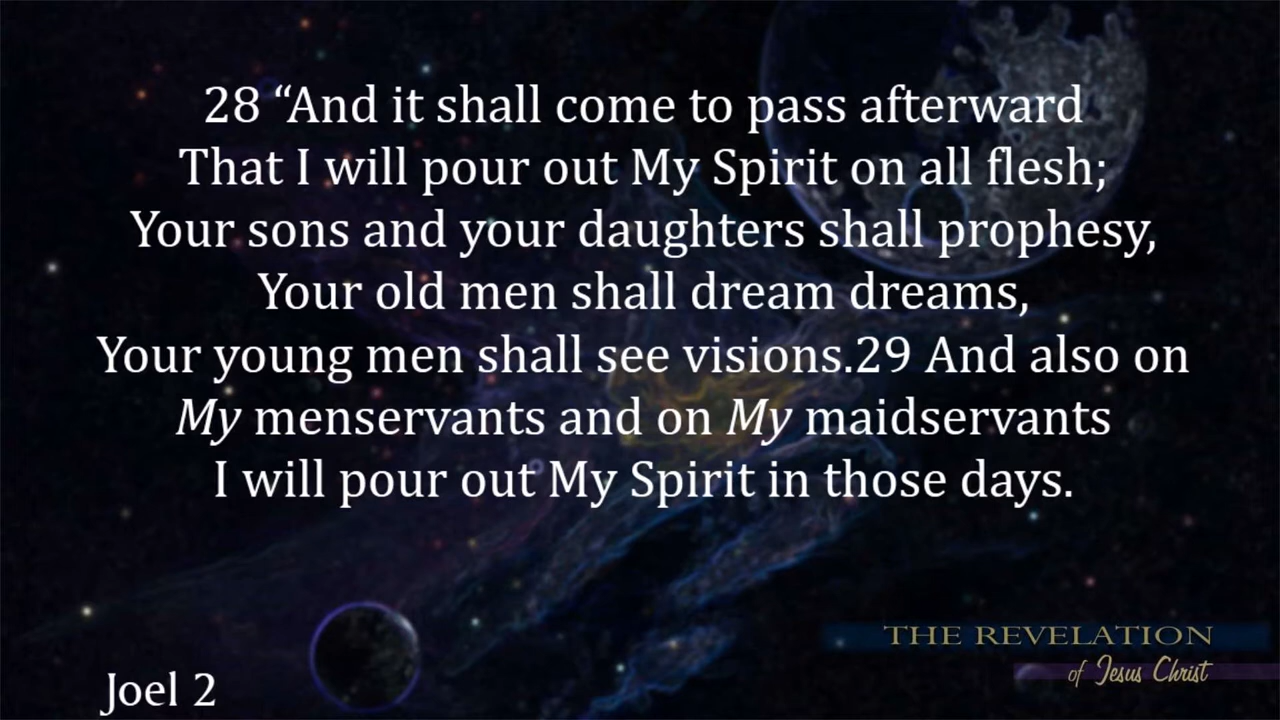 28 “And it shall come to pass afterward
That I will pour out My Spirit on all flesh;
Your sons and your daughters shall prophesy,
Your old men shall dream dreams,
Your young men shall see visions.29 And also on
My menservants and on My maidservants
I will pour out My Spirit in those days.
THE REVELATION
of Jesus Christ
Joel 2